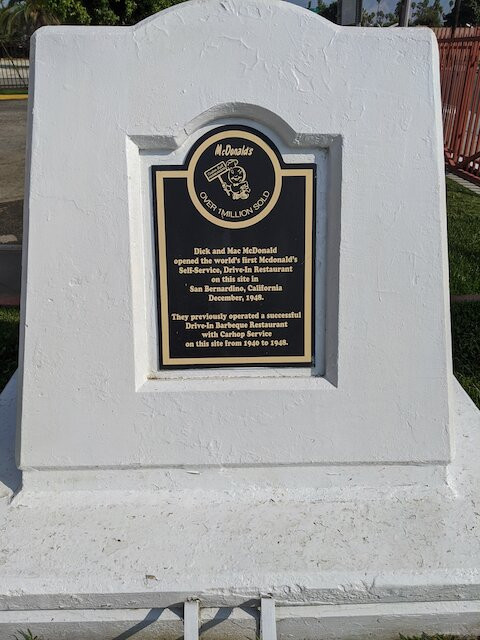 McDonald's
OVER 1 MILLION SOLD
Dick and Mac McDonald
opened the world's first Mcdonald's
Self-Service, Drive-In Restaurant
on this site in
San Bernardino, California
December, 1948.
They previously operated a successful
Drive-In Barbeque Restaurant
with Carhop Service
on this site from 1940 to 1948.